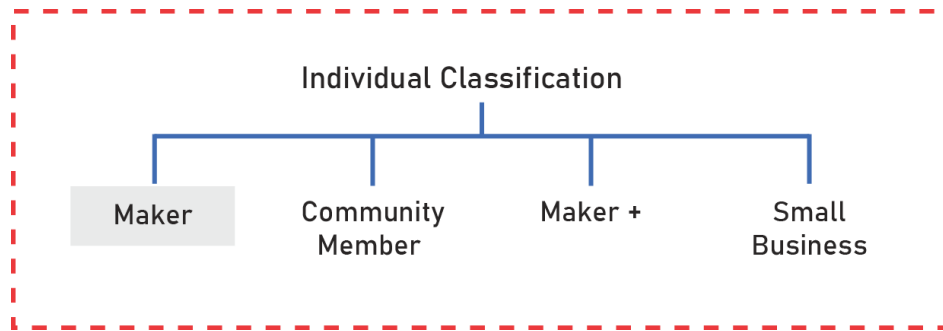 Individual Classification
Maker
Community
Member
Maker +
Small
Business